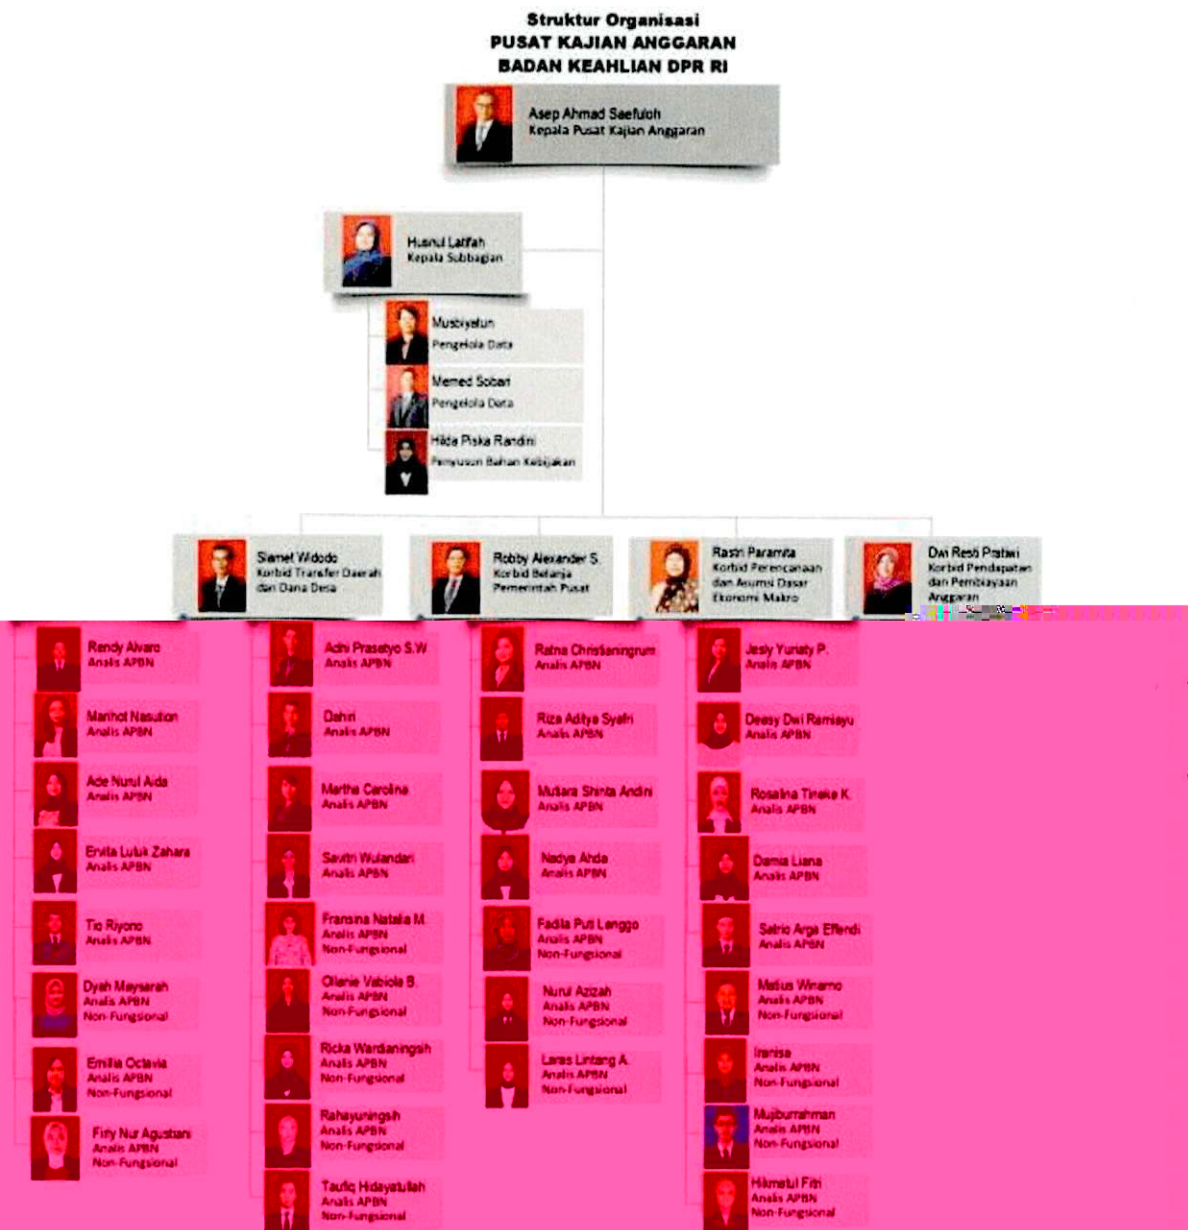 Struktur Organisasi
PUSAT KAJIAN ANGGARAN
BADAN KEAHLIAN DPR RI
Asep Ahmad Saefuloh
Kepala Pusat Kajian Anggaran
Husnul Latifah
Kepala Subbagian
Musbiyatun
Pengelola Data
Memed Sobari
Pengelola Data
Hilda Piska Randini
Penyusun Bahan Kebijakan
Slamet Widodo
Korbid Transfer Daerah
dan Dana Desa
Robby Alexander S.
Korbid Belanja
Pemerintah Pusat
Rastri Paramita
Korbid Perencanaan
dan Asumsi Dasar
Ekonomi Makro
Dwi Resti Pratiwi
Korbid Pendapatan
dan Pembiayaan
Anggaran
Rendy Alvaro
Analis APBN
Marihot Nasution
Analis APBN
Ade Nurul Aida
Analis APBN
Ervita Luluk Zahara
Analis APBN
Tio Riyono
Analis APBN
Dyah Maysarah
Analis APBN
Non-Fungsional
Emillia Octavia
Analis APBN
Non-Fungsional
Firly Nur Agustiani
Analis APBN
Non-Fungsional
Adhi Prasetyo S.W
Analis APBN
Dahiri
Analis APBN
Martha Carolina
Analis APBN
Savitri Wulandari
Analis APBN
Fransina Natalia M.
Analis APBN
Non-Fungsional
Ollanie Vabiola B.
Analis APBN
Non-Fungsional
Ricka Wardianingsih
Analis APBN
Non-Fungsional
Rahayuningsih
Analis APBN
Non-Fungsional
Taufiq Hidayatullah
Analis APBN
Non-Fungsional
Ratna Christianingrum
Analis APBN
Riza Aditya Syafri
Analis APBN
Mutiara Shinta Andini
Analis APBN
Nadya Ahda
Analis APBN
Fadila Puti Lenggo
Analis APBN
Non-Fungsional
Nurul Azizah
Analis APBN
Non-Fungsional
Laras Lintang A.
Analis APBN
Non-Fungsional
Jesly Yuriaty P.
Analis APBN
Deasy Dwi Ramiayu
Analis APBN
Rosalina Tineke K.
Analis APBN
Damia Liana
Analis APBN
Satrio Arga Effendi
Analis APBN
Matius Winarno
Analis APBN
Non-Fungsional
Iranisa
Analis APBN
Non-Fungsional
Mujiburrahman
Analis APBN
Non-Fungsional
Hikmatul Fitri
Analis APBN
Non-Fungsional